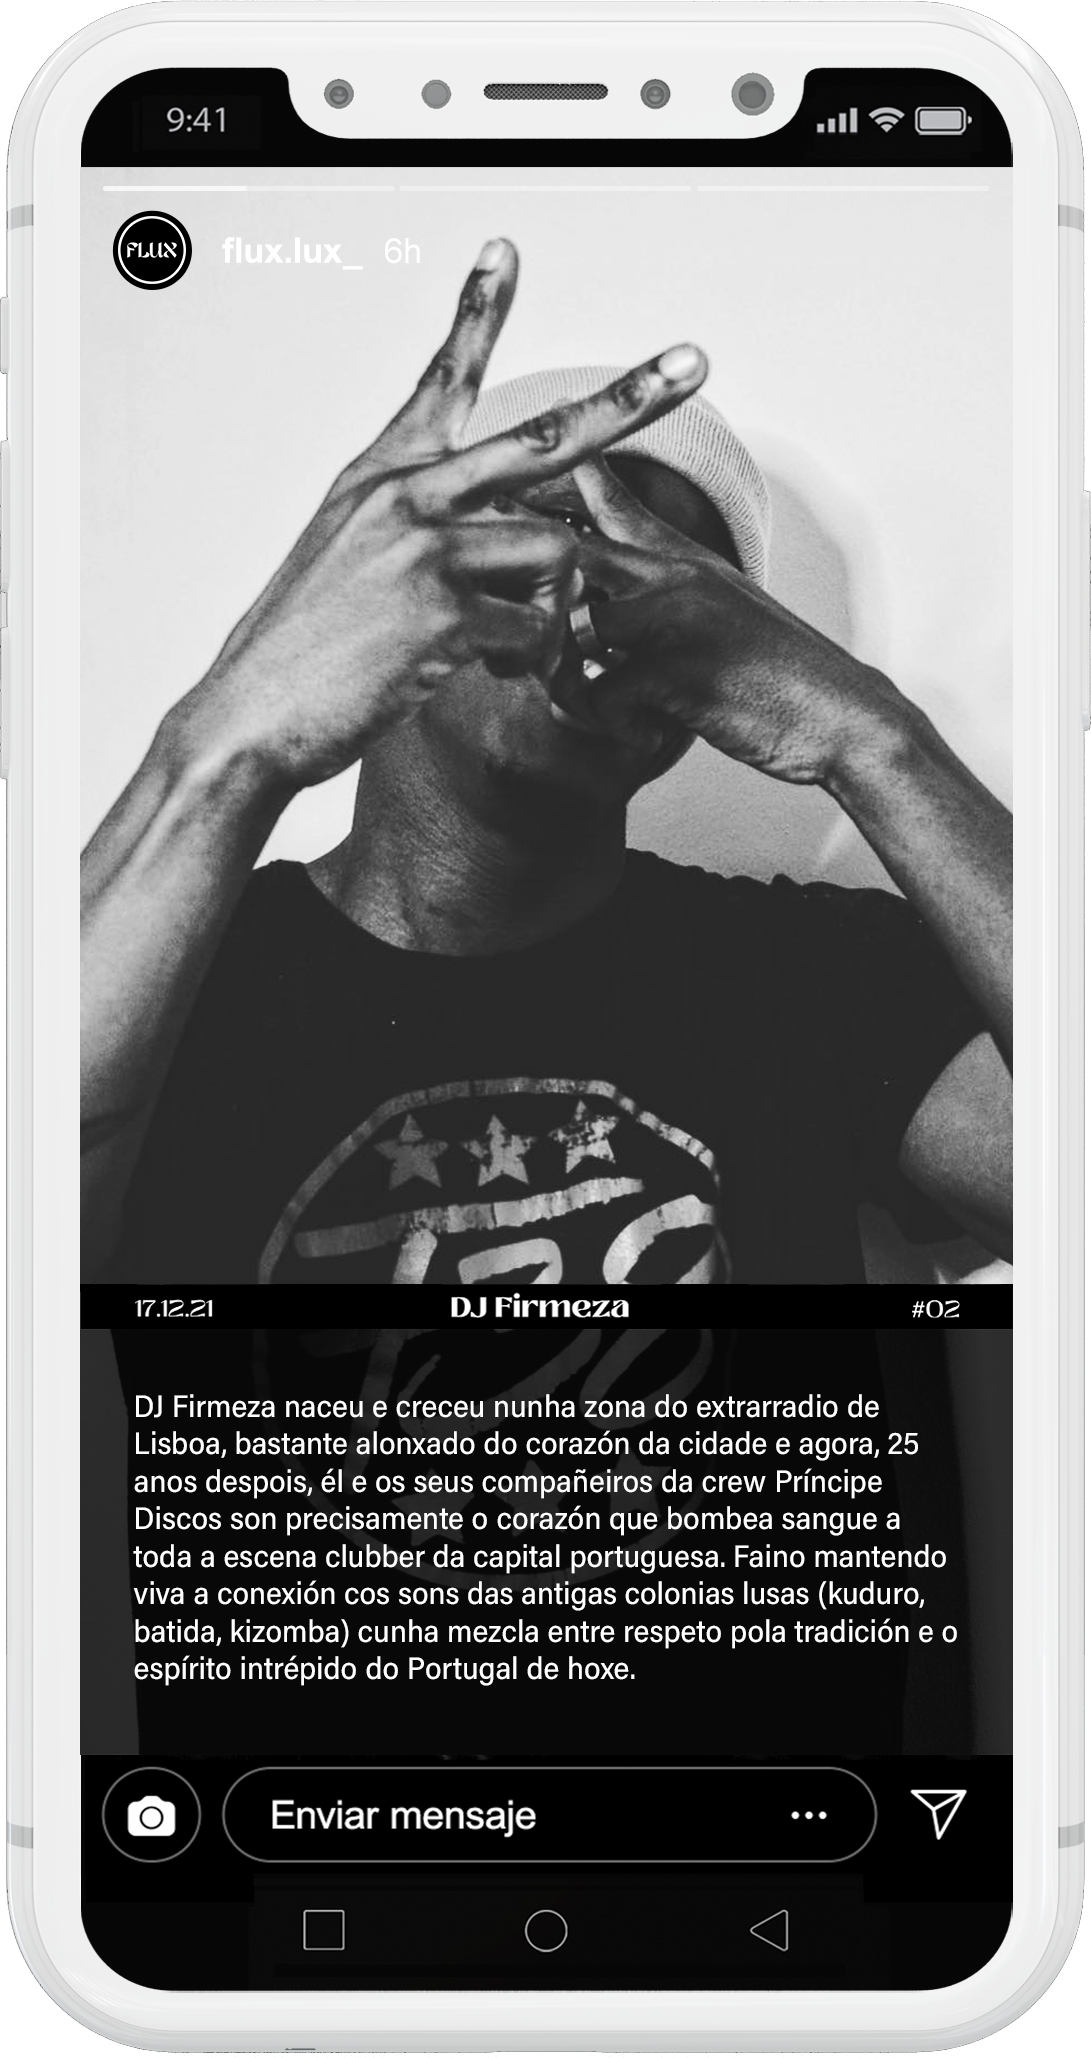 9:41
FLUX
flux.lux_ 6h
17.12.21
DJ Firmeza
#02
DJ Firmeza naceu e creceu nunha zona do extrarradio de
Lisboa, bastante alonxado do corazón da cidade e agora, 25
anos despois, él e os seus compañeiros da crew Príncipe
Discos son precisamente o corazón que bombea sangue a
toda a escena clubber da capital portuguesa. Faino mantendo
viva a conexión cos sons das antigas colonias lusas (kuduro,
batida, kizomba) cunha mezcla entre respeto pola tradición e o
espírito intrépido do Portugal de hoxe.
Enviar mensaje